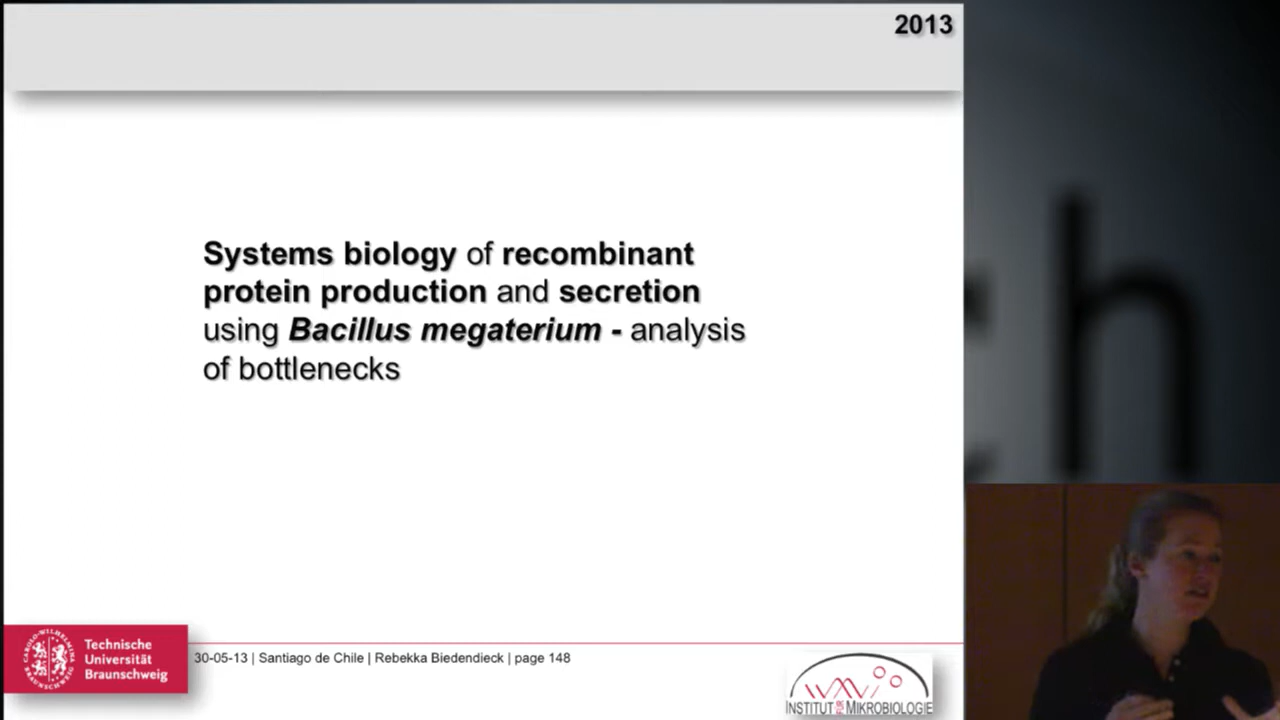 2013
Systems biology of recombinant
protein production and secretion
using Bacillus megaterium - analysis
of bottlenecks
Technische
Universität
Braunschweig
30-05-13 | Santiago de Chile | Rebekka Biedendieck | page 148
INSTITUT FÜR MIKROBIOLOGIE
h